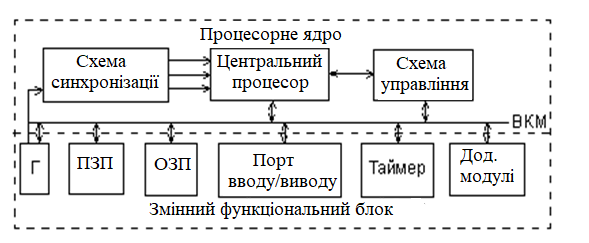 Процесорне ядро
Схема
синхронізації
Центральний
процесор
Схема
управління
ВКМ
Г
ПЗП
ОЗП
Порт
вводу/виводу
Таймер
Дод.
модулі
Змінний функціональний блок